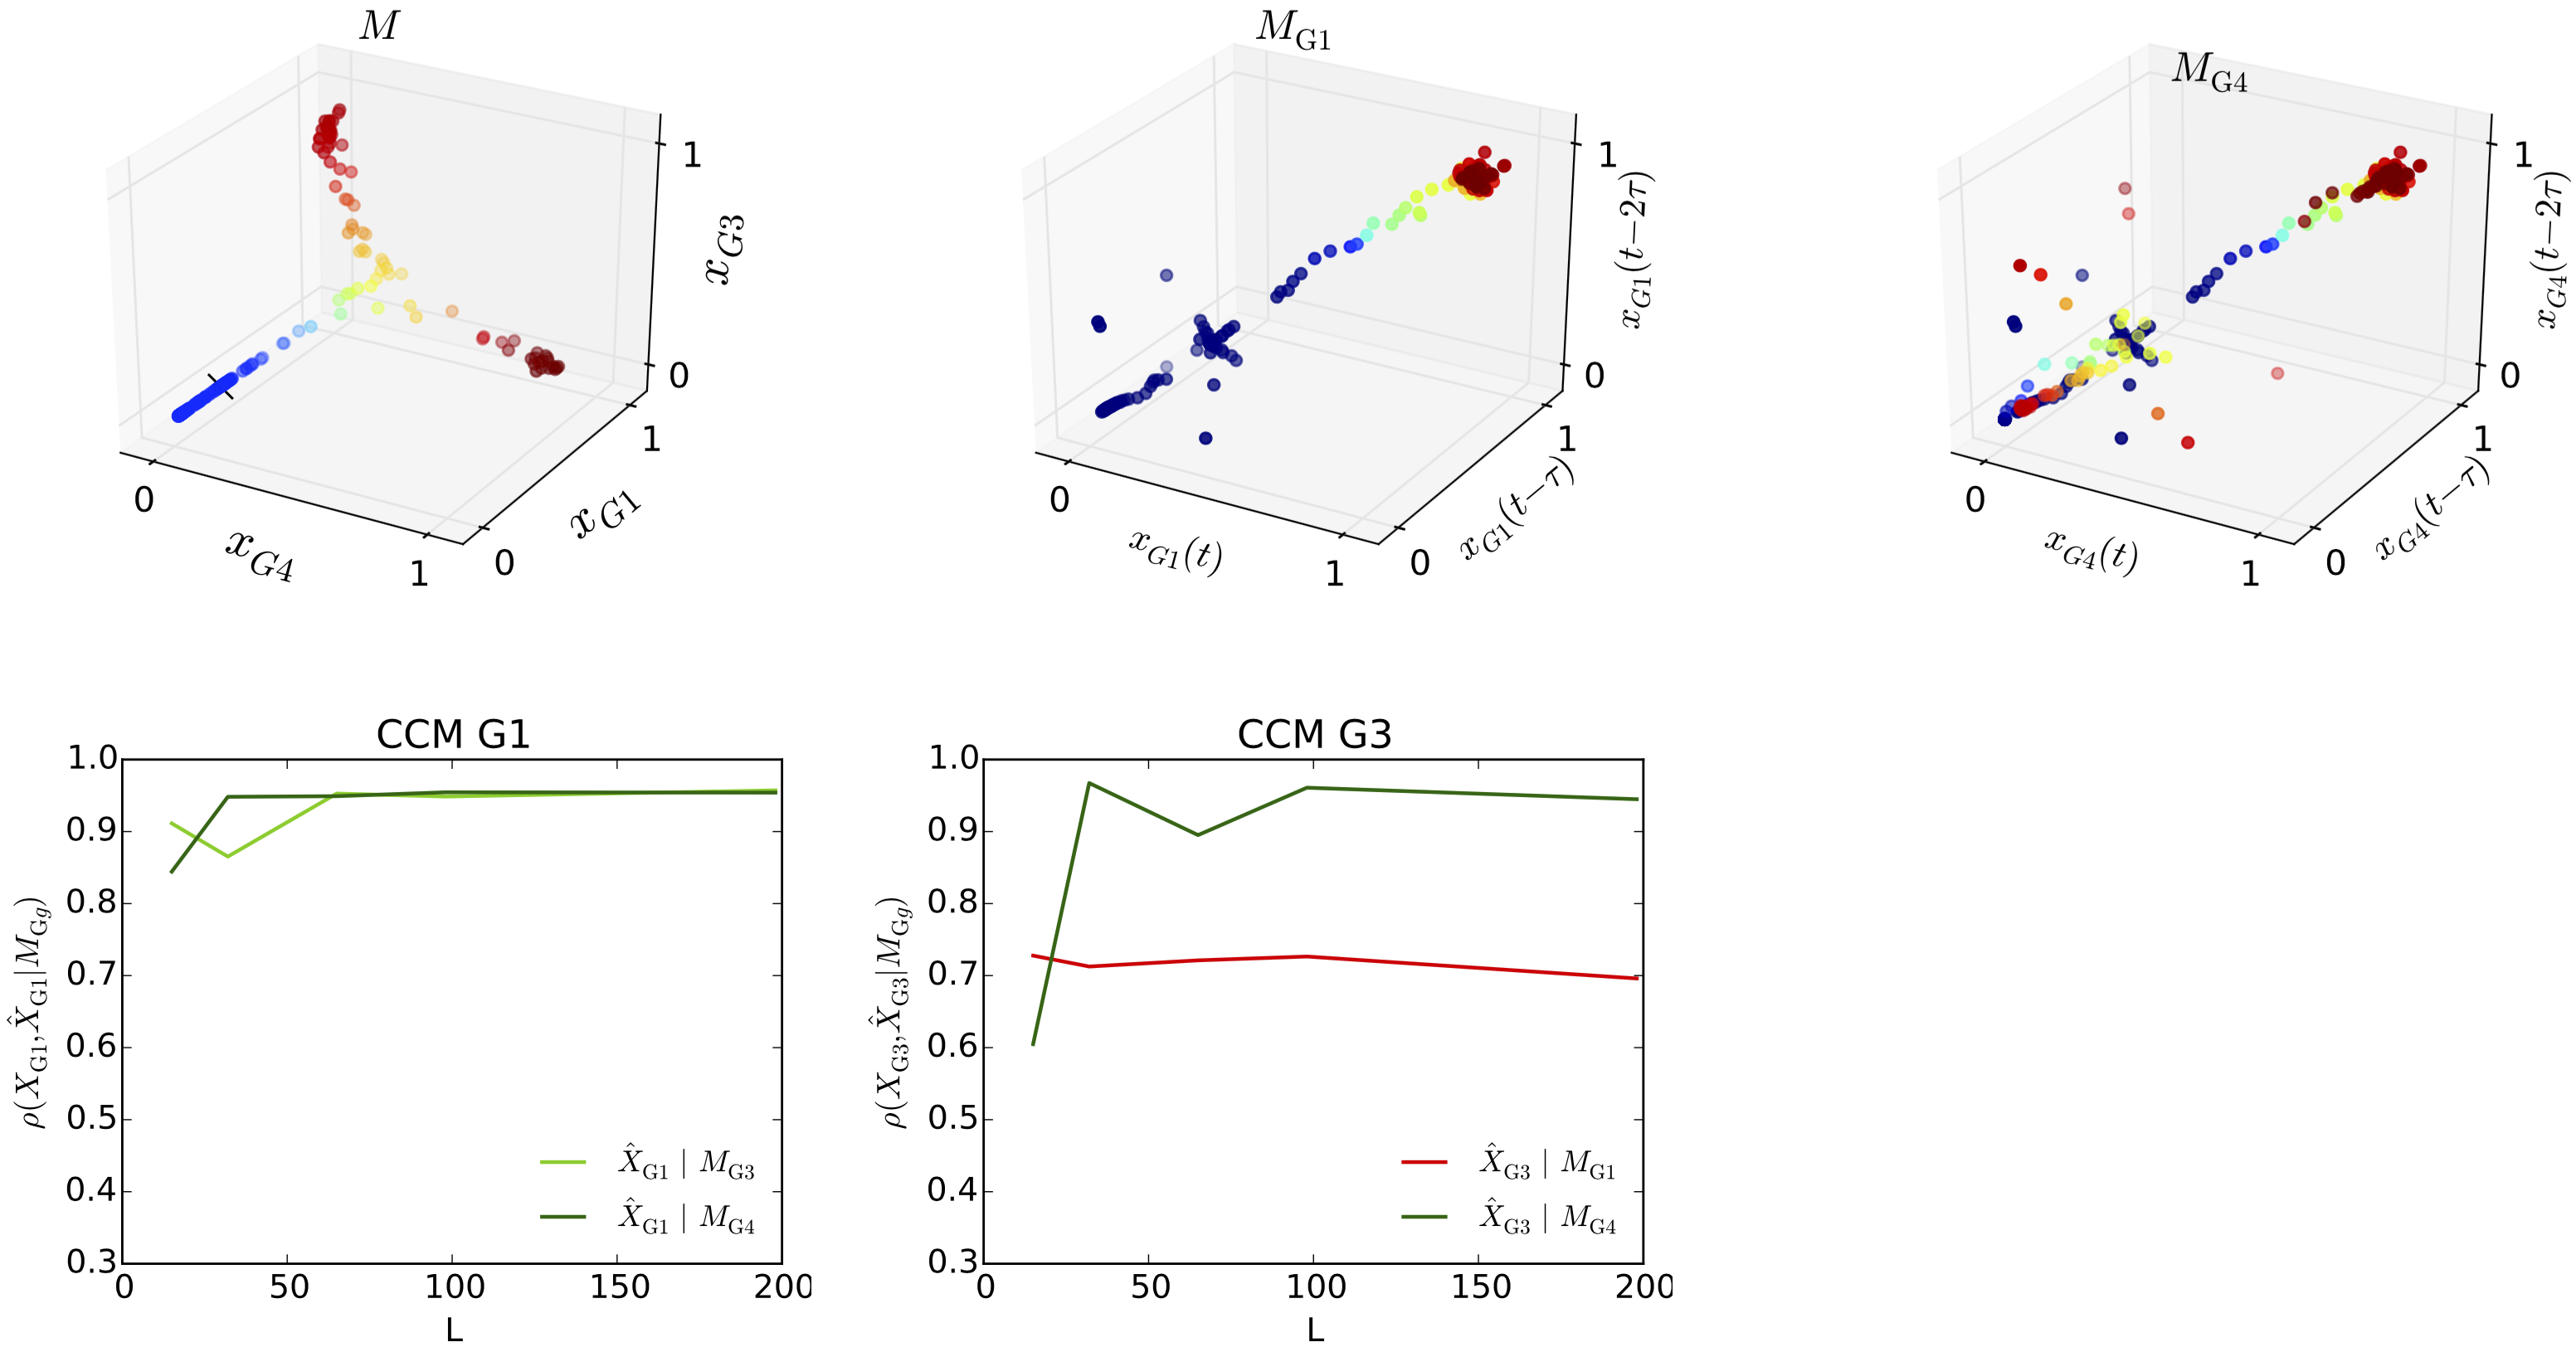 M
x_G3
1
0
1
0
0
1
x_G4
x_G1
M_G1
x_G1(t−2τ)
1
0
1
0
0
1
x_G1(t)
x_G1(t−τ)
M_G4
x_G4(t−2τ)
1
0
1
0
0
1
x_G4(t)
x_G4(t−τ)
CCM G1
ρ(X_G1,X̂_G1|M_Gg)
1.0
0.9
0.8
0.7
0.6
0.5
0.4
0.3
X̂_G1 | M_G3
X̂_G1 | M_G4
0 50 100 150 200
L
CCM G3
ρ(X_G3,X̂_G3|M_Gg)
1.0
0.9
0.8
0.7
0.6
0.5
0.4
0.3
X̂_G3 | M_G1
X̂_G3 | M_G4
0 50 100 150 200
L